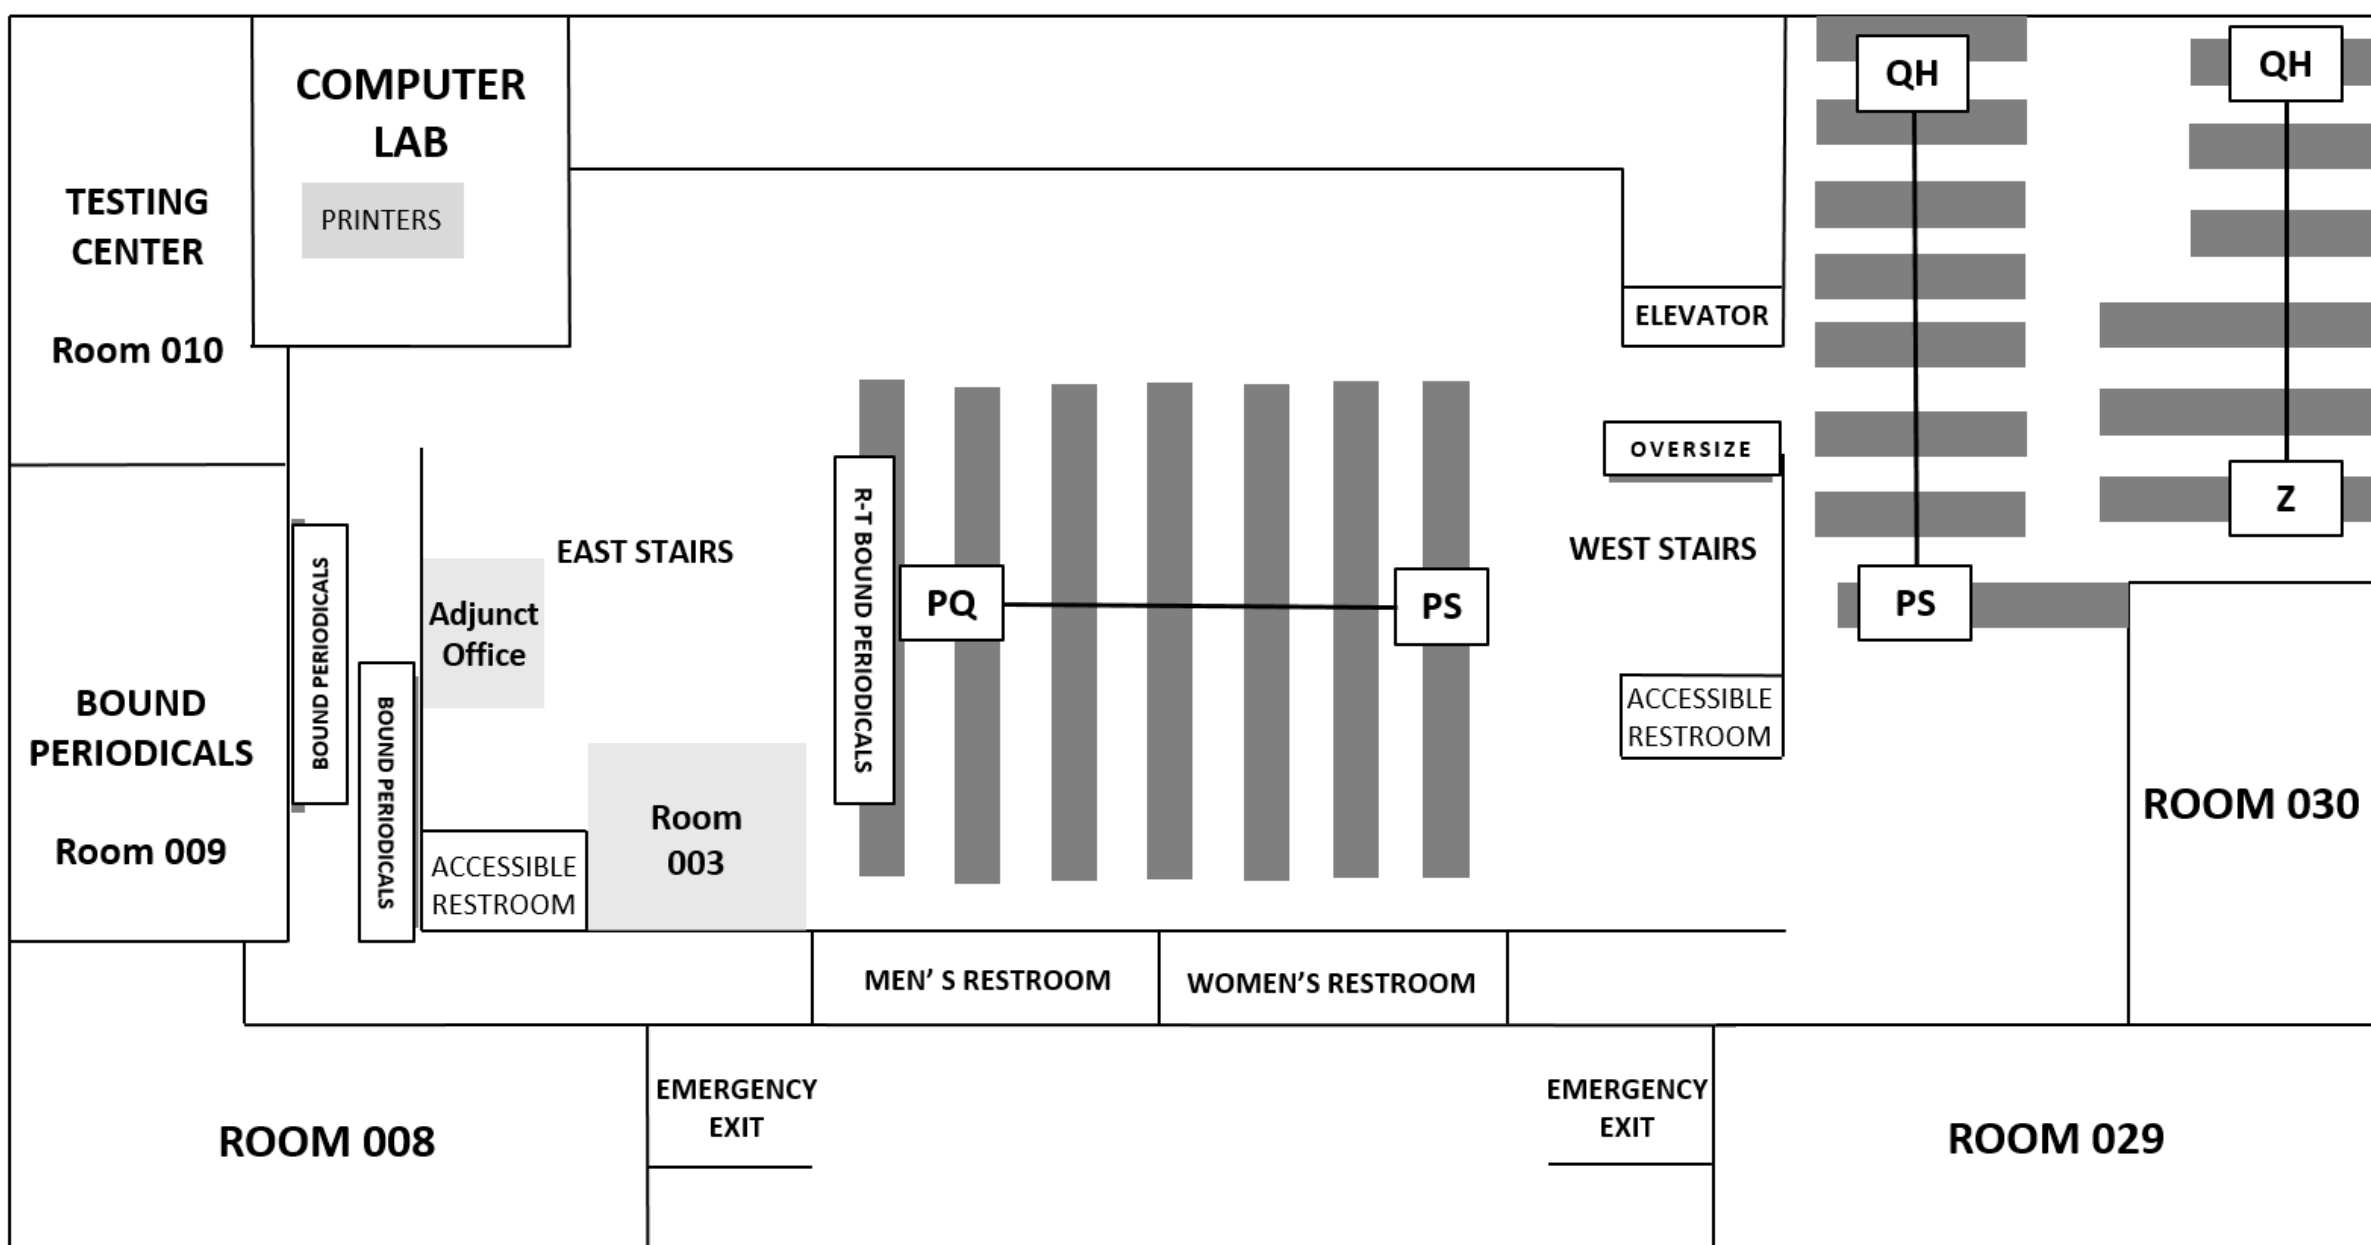 COMPUTER
LAB
PRINTERS
TESTING
CENTER
Room 010
QH
QH
ELEVATOR
OVERSIZE
EAST STAIRS
WEST STAIRS
R-T BOUND PERIODICALS
PQ
PS
PS
Z
BOUND PERIODICALS
BOUND PERIODICALS
Adjunct
Office
BOUND
PERIODICALS
Room 009
ACCESSIBLE
RESTROOM
Room
003
ACCESSIBLE
RESTROOM
ROOM 030
MEN’ S RESTROOM
WOMEN’S RESTROOM
ROOM 008
EMERGENCY
EXIT
EMERGENCY
EXIT
ROOM 029